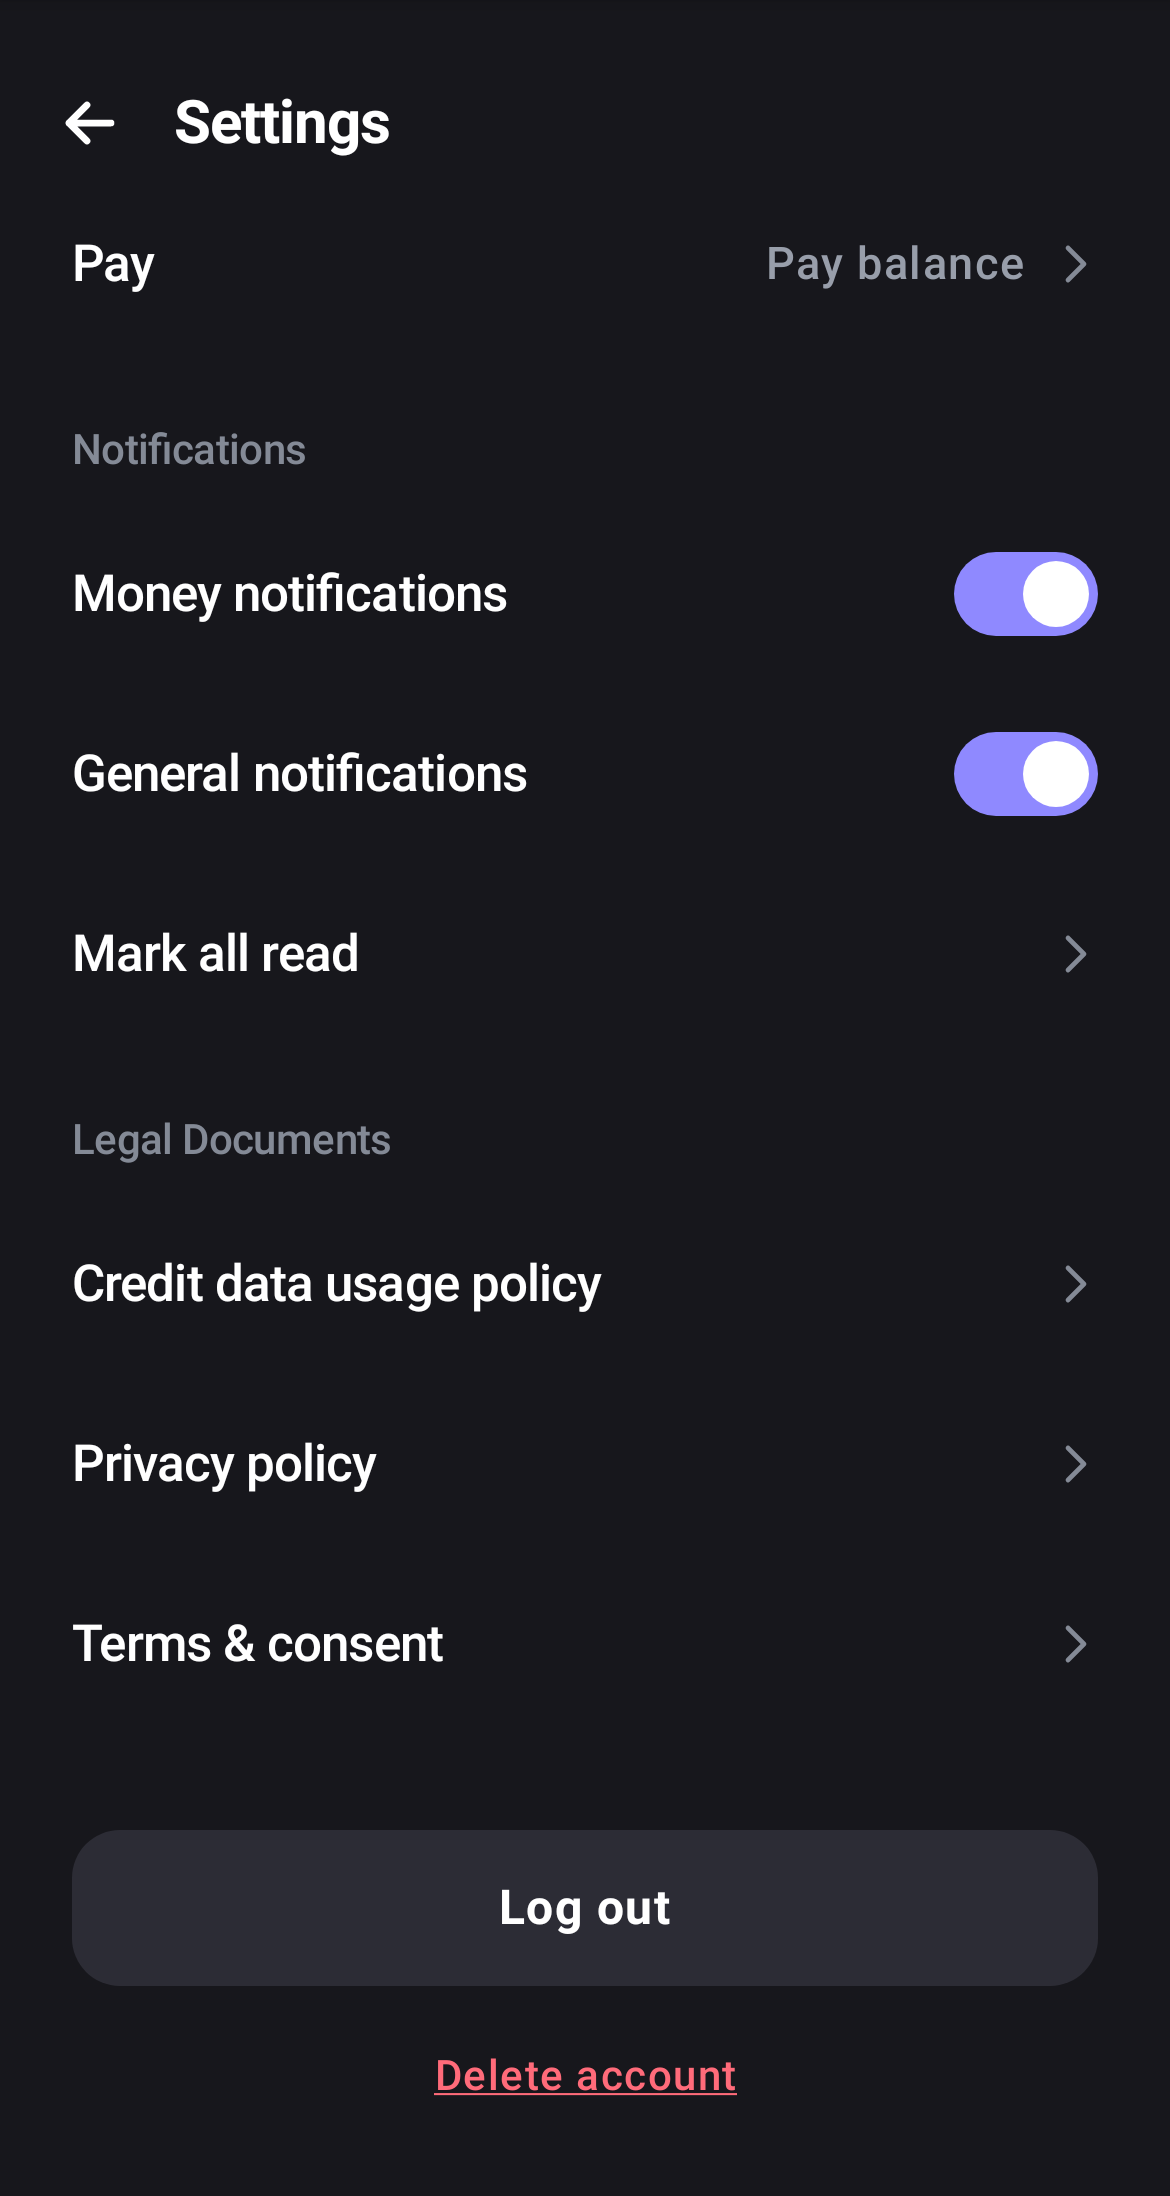 Settings
Pay Pay balance
Notifications
Money notifications
General notifications
Mark all read
Legal Documents
Credit data usage policy
Privacy policy
Terms & consent
Log out
Delete account